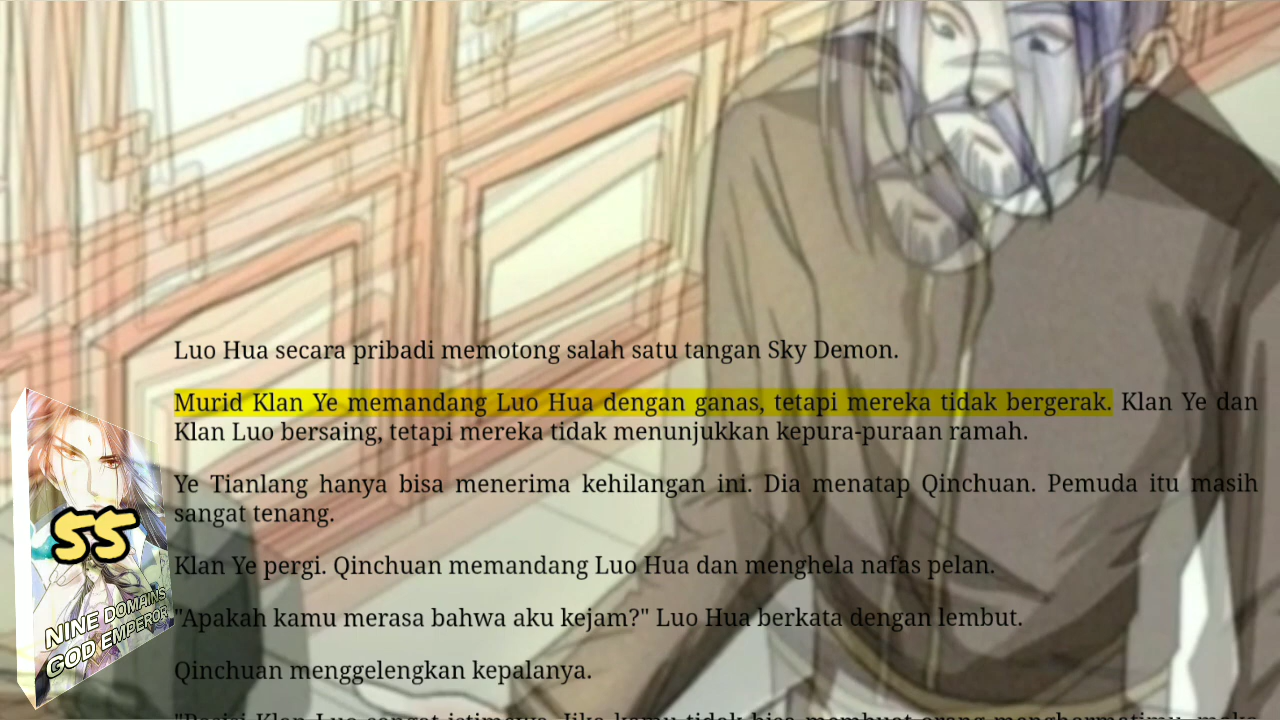 Luo Hua secara pribadi memotong salah satu tangan Sky Demon.
Murid Klan Ye memandang Luo Hua dengan ganas, tetapi mereka tidak bergerak. Klan Ye dan
Klan Luo bersaing, tetapi mereka tidak menunjukkan kepura-puraan ramah.
Ye Tianlang hanya bisa menerima kehilangan ini. Dia menatap Qinchuan. Pemuda itu masih
sangat tenang.
Klan Ye pergi. Qinchuan memandang Luo Hua dan menghela nafas pelan.
"Apakah kamu merasa bahwa aku kejam?" Luo Hua berkata dengan lembut.
Qinchuan menggelengkan kepalanya.
SS
NINE DOMAINS
GOD EMPEROR